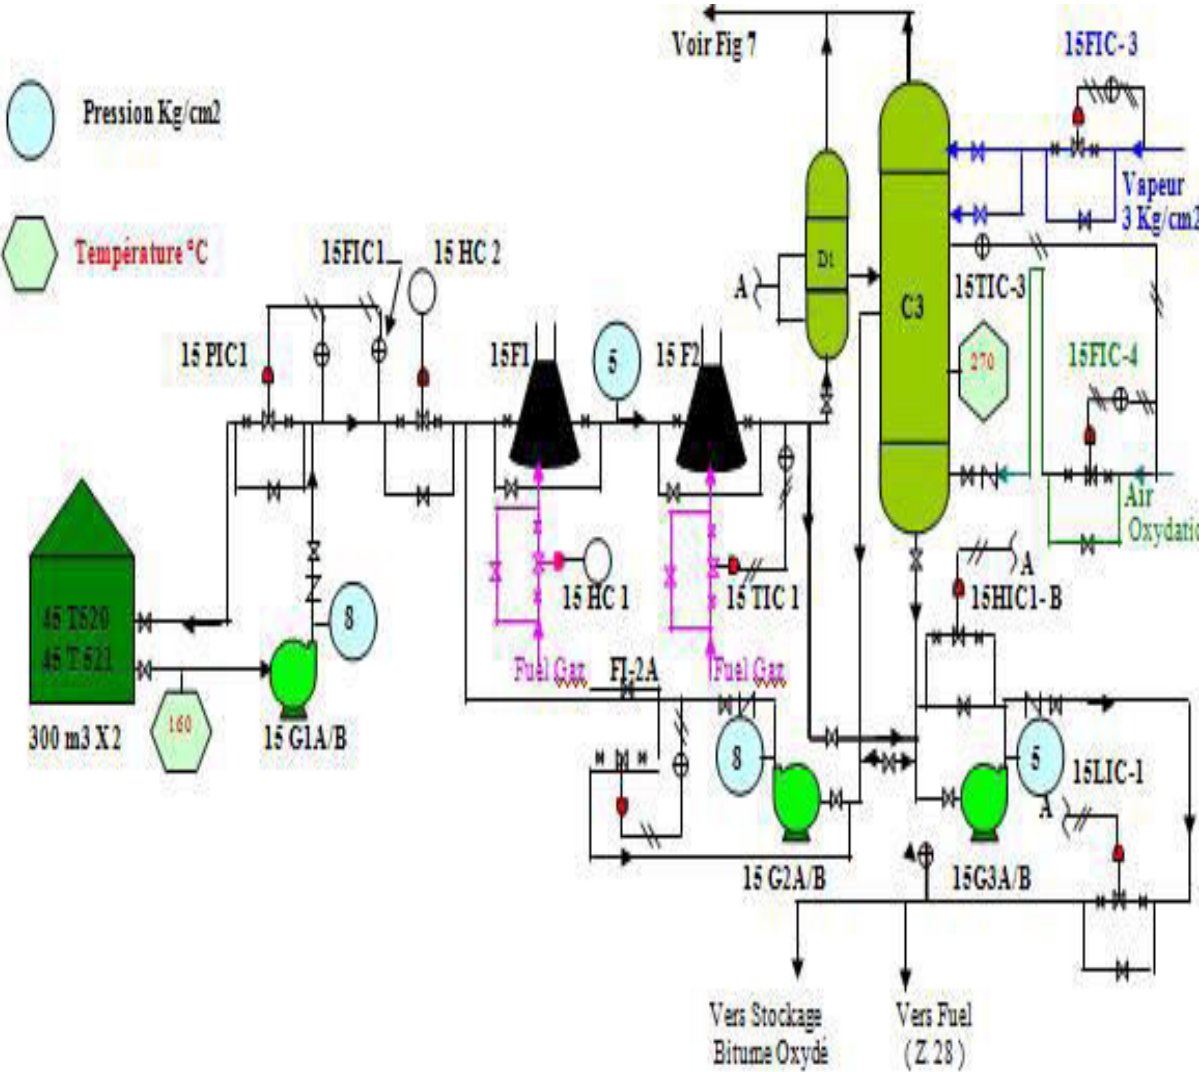 Voir Fig 7
15FIC- 3
Pression Kg/cm2
Vapeur
3 Kg/cm2
Température °C
15FIC1
15 HC 2
D1
A
15TIC-3
C3
15 PIC1
15F1
5
15 F2
270
15FIC-4
Air
Oxydatio
A
45 T520
45 T 521
8
15 HC 1
15 TIC 1
15HIC1-B
Fuel Gaz
FI-2A
Fuel Gaz
300 m3 X 2
160
15 G1A/B
8
5
15LIC-1
A
15 G2A/B
15G3A/B
Vers Stockage
Bitume Oxydé
Vers Fuel
( Z. 28 )